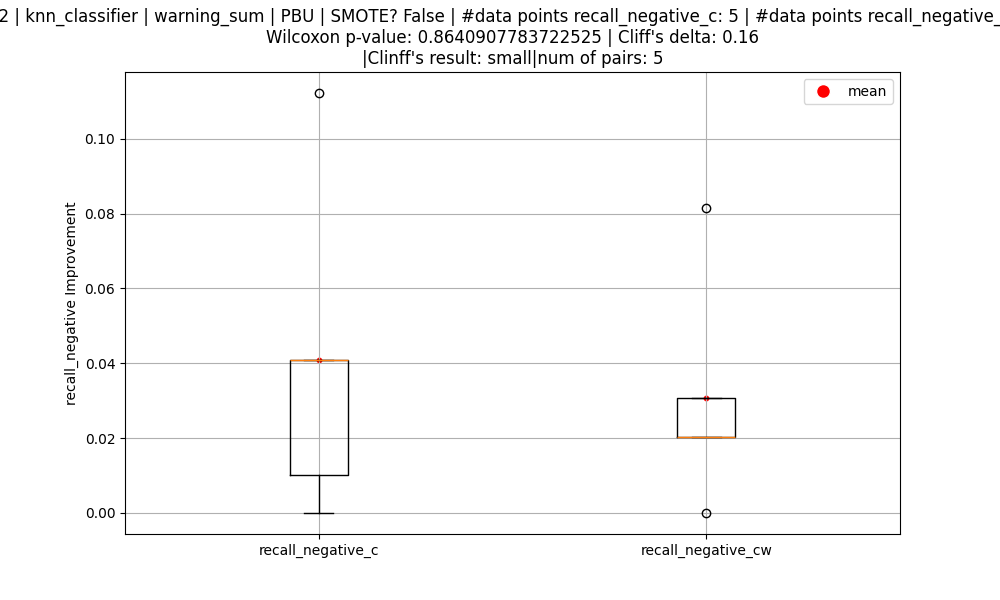 2 | knn_classifier | warning_sum | PBU | SMOTE? False | #data points recall_negative_c: 5 | #data points recall_negative_
Wilcoxon p-value: 0.8640907783722525 | Cliff's delta: 0.16
|Clinff's result: small|num of pairs: 5
mean
0.10
0.08
0.06
0.04
0.02
0.00
recall_negative Improvement
recall_negative_c
recall_negative_cw